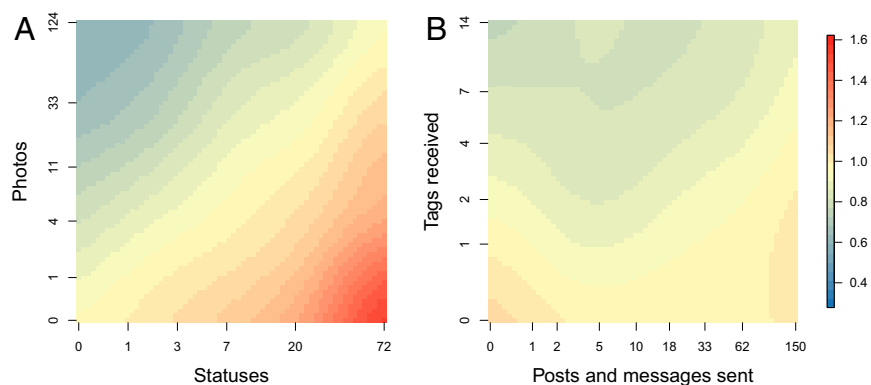 A
Photos
124
33
11
4
1
0
0 1 3 7 20 72
Statuses
B
Tags received
14
7
4
2
1
0
0 1 2 5 10 18 33 62 150
Posts and messages sent
1.6
1.4
1.2
1.0
0.8
0.6
0.4